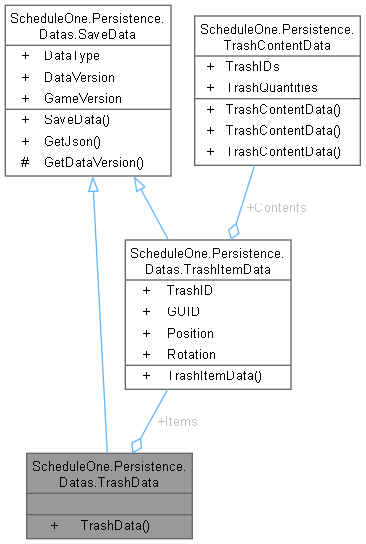 ScheduleOne.Persistence.
Datas.SaveData
+ DataType
+ DataVersion
+ GameVersion
+ SaveData()
+ GetJson()
# GetDataVersion()
ScheduleOne.Persistence.
TrashContentData
+ TrashIDs
+ TrashQuantities
+ TrashContentData()
+ TrashContentData()
+ TrashContentData()
+Contents
ScheduleOne.Persistence.
Datas.TrashItemData
+ TrashID
+ GUID
+ Position
+ Rotation
+ TrashItemData()
+Items
ScheduleOne.Persistence.
Datas.TrashData
+ TrashData()